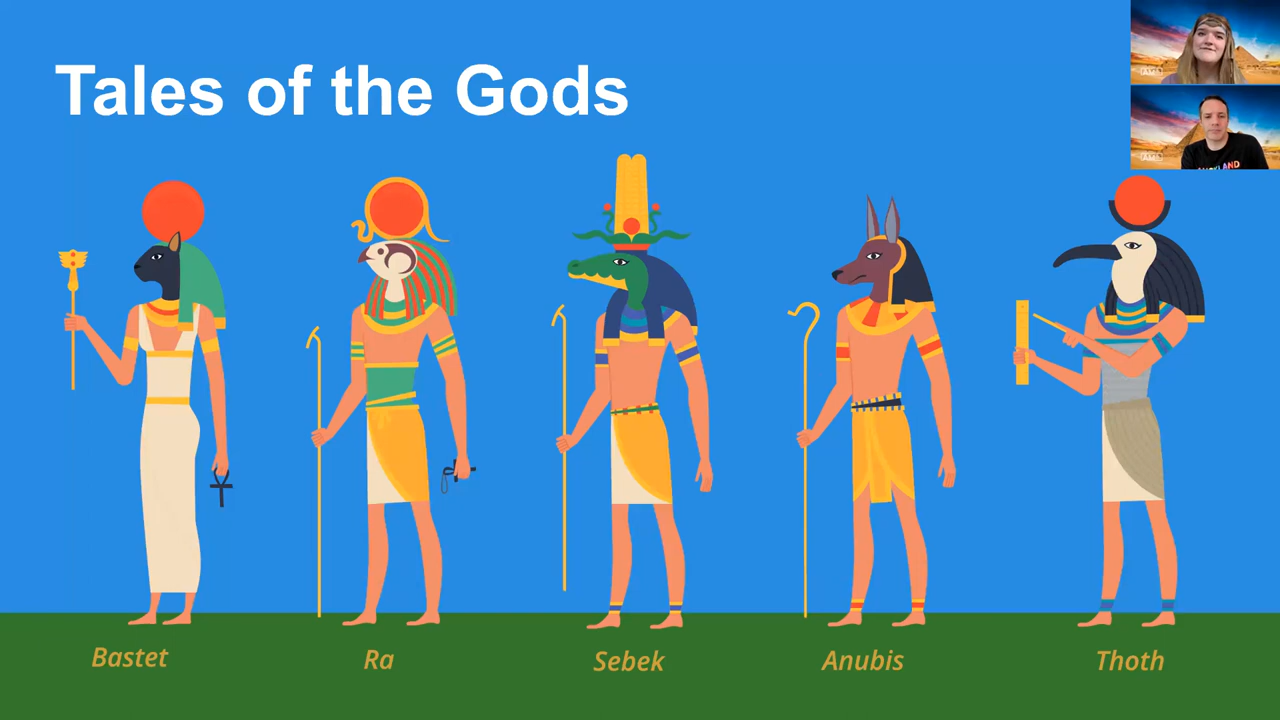 Tales of the Gods
Bastet
Ra
Sebek
Anubis
Thoth